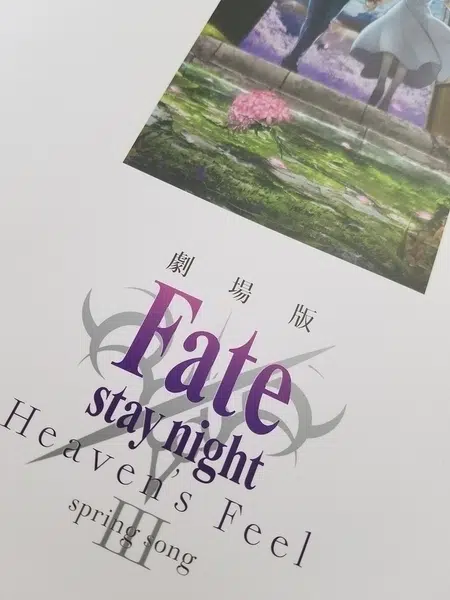 劇場版
Fate
stay night
Heaven's Feel
III
spring song